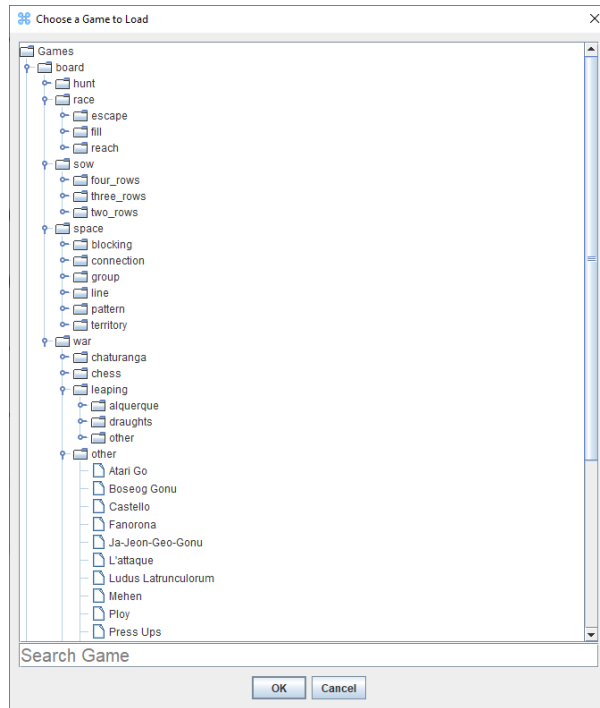 Choose a Game to Load
Games
board
hunt
race
escape
fill
reach
sow
four_rows
three_rows
two_rows
space
blocking
connection
group
line
pattern
territory
war
chaturanga
chess
leaping
alquerque
draughts
other
other
Atari Go
Boseog Gonu
Castello
Fanorona
Ja-Jeon-Geo-Gonu
L'attaque
Ludus Latrunculorum
Mehen
Ploy
Press Ups
Search Game
OK Cancel